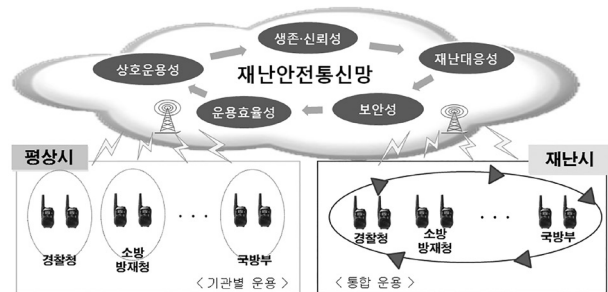 생존·신뢰성
상호운용성
재난대응성
재난안전통신망
운용효율성
보안성
평상시
재난시
경찰청
소방
방재청
· · ·
국방부
< 기관별 운용 >
경찰청
소방
방재청
· · ·
국방부
< 통합 운용 >